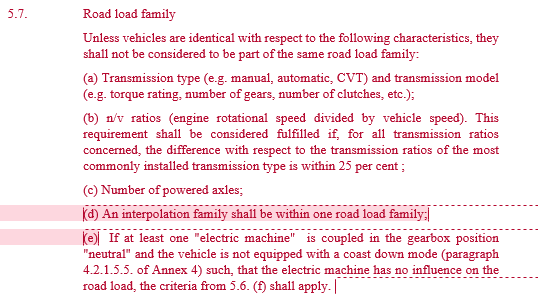 5.7. Road load family
Unless vehicles are identical with respect to the following characteristics, they
shall not be considered to be part of the same road load family:
(a) Transmission type (e.g. manual, automatic, CVT) and transmission model
(e.g. torque rating, number of gears, number of clutches, etc.);
(b) n/v ratios (engine rotational speed divided by vehicle speed). This
requirement shall be considered fulfilled if, for all transmission ratios
concerned, the difference with respect to the transmission ratios of the most
commonly installed transmission type is within 25 per cent ;
(c) Number of powered axles;
(d) An interpolation family shall be within one road load family;
(e) If at least one "electric machine" is coupled in the gearbox position
"neutral" and the vehicle is not equipped with a coast down mode (paragraph
4.2.1.5.5. of Annex 4) such, that the electric machine has no influence on the
road load, the criteria from 5.6. (f) shall apply.